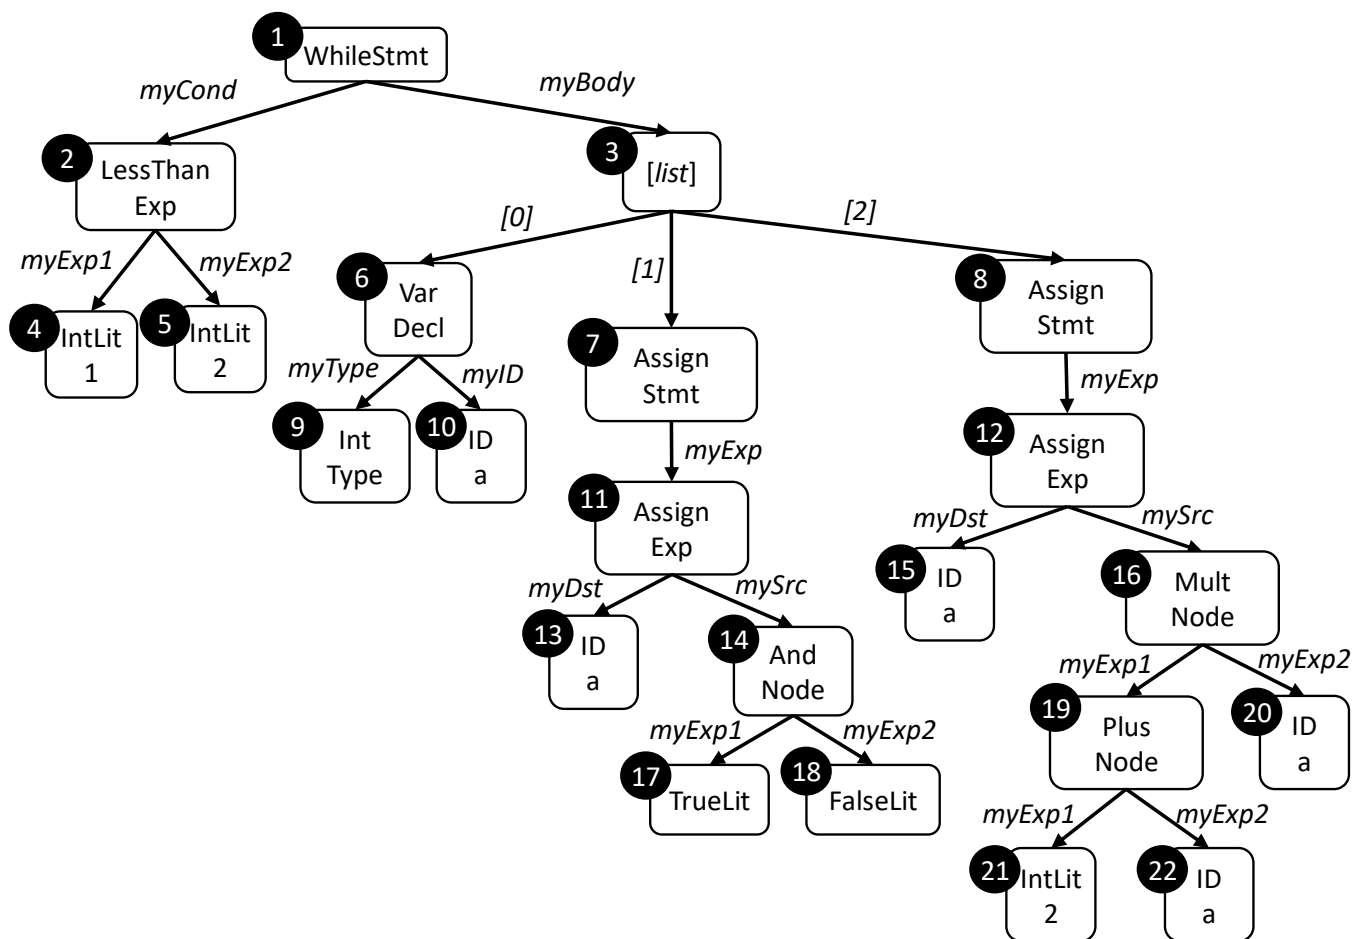 1
WhileStmt
myCond
myBody
2
LessThan
Exp
3
[list]
myExp1
myExp2
[0]
[1]
[2]
4
IntLit
1
5
IntLit
2
6
Var
Decl
7
Assign
Stmt
8
Assign
Stmt
myType
myID
myExp
myExp
9
Int
Type
10
ID
a
11
Assign
Exp
12
Assign
Exp
myDst
mySrc
myDst
mySrc
13
ID
a
14
And
Node
15
ID
a
16
Mult
Node
myExp1
myExp2
myExp1
myExp2
17
TrueLit
18
FalseLit
19
Plus
Node
20
ID
a
myExp1
myExp2
21
IntLit
2
22
ID
a